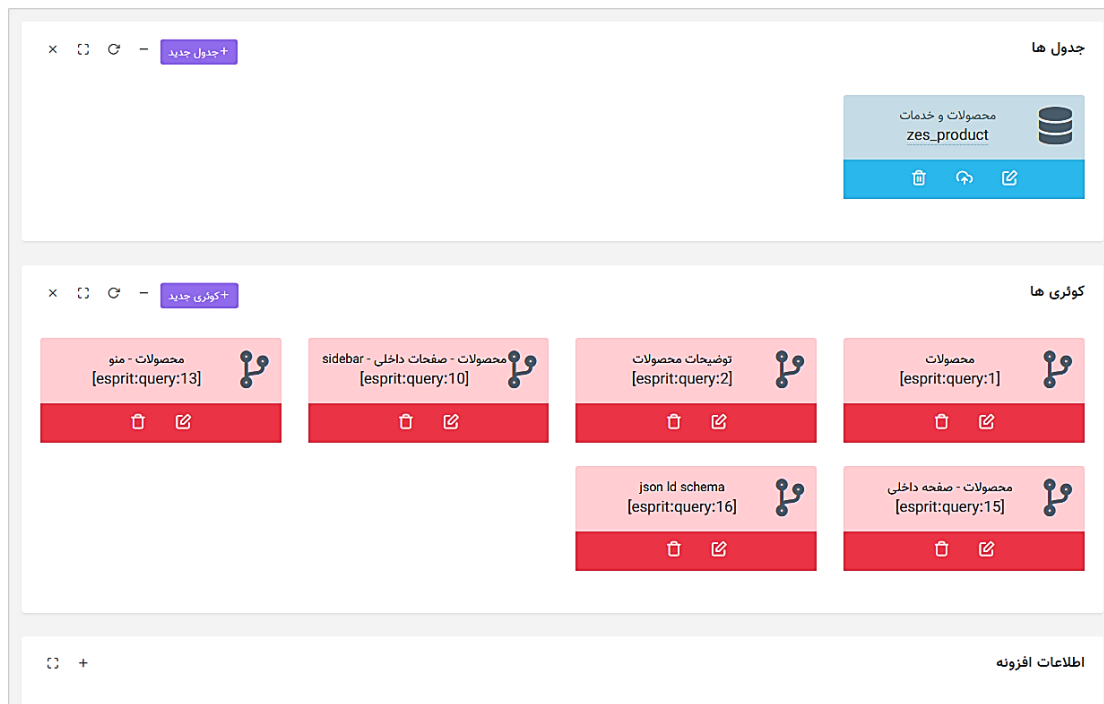 جدول ها
+جدول جدید
محصولات و خدمات
zes_product
کوئری ها
+کوئری جدید
محصولات
[esprit:query:1]
توضیحات محصولات
[esprit:query:2]
محصولات - صفحات داخلی - sidebar
[esprit:query:10]
محصولات - منو
[esprit:query:13]
محصولات - صفحه داخلی
[esprit:query:15]
json ld schema
[esprit:query:16]
اطلاعات افزونه